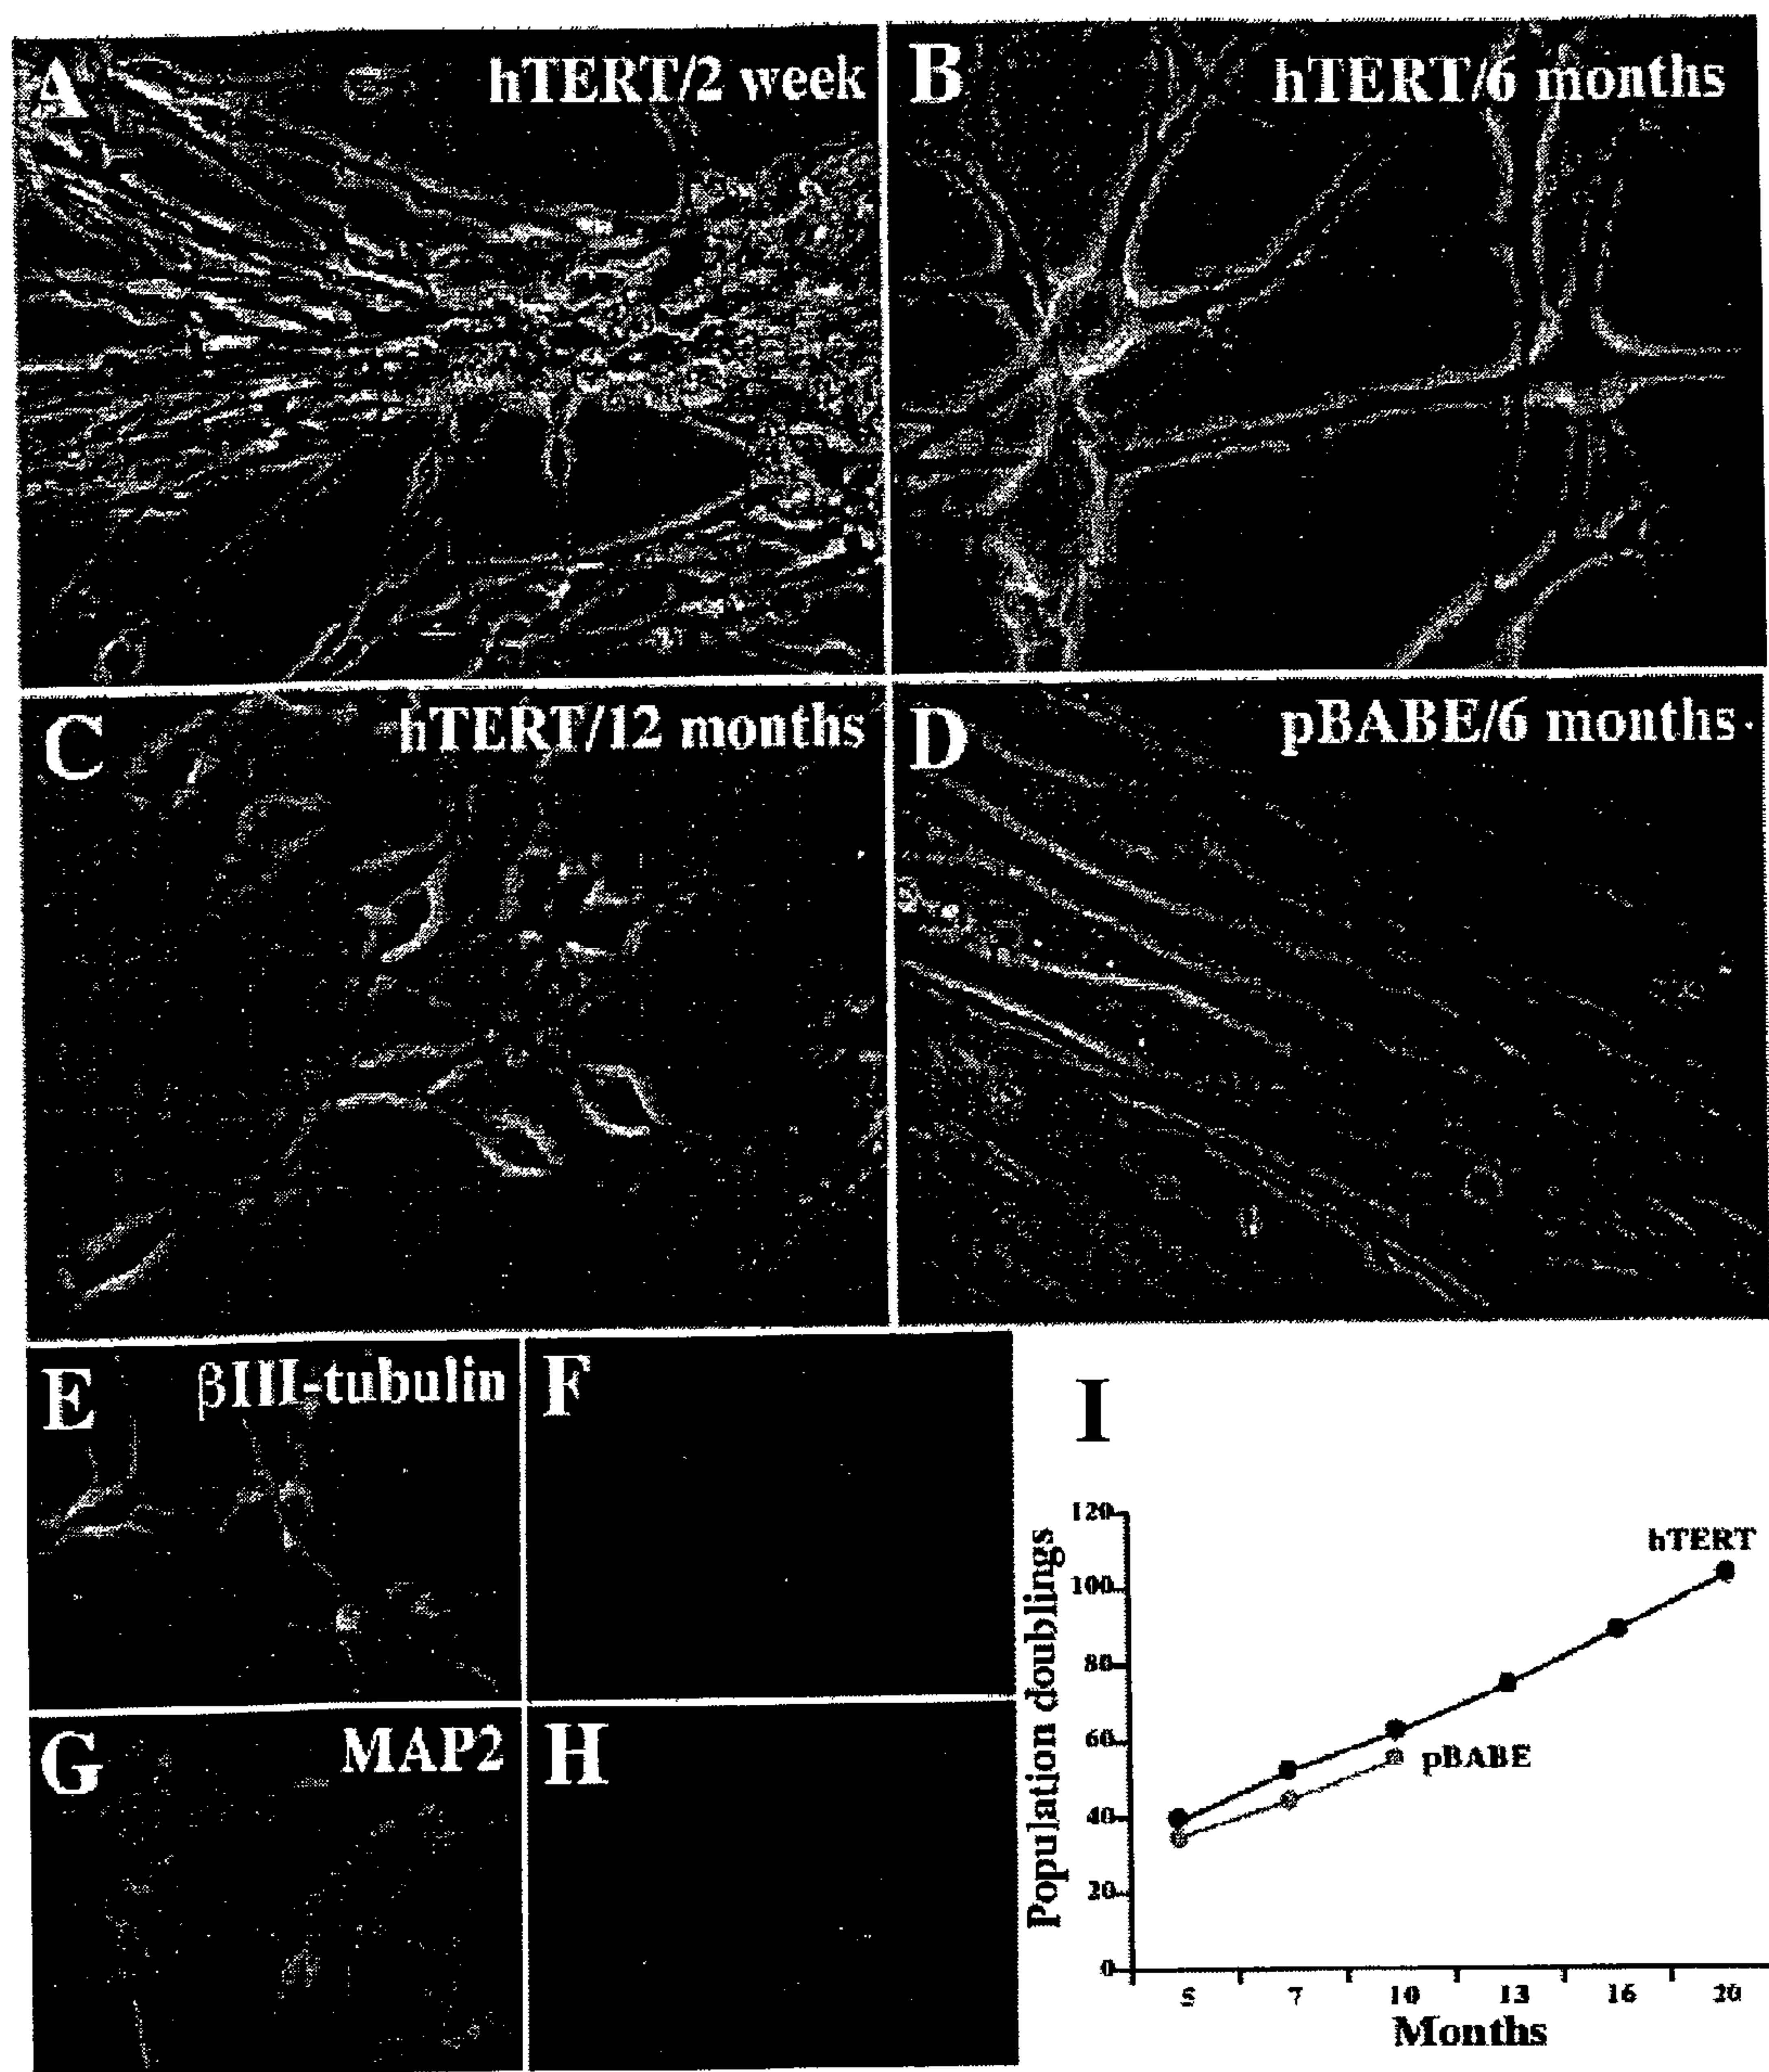 A hTERT/2 week
B hTERT/6 months
C hTERT/12 months
D pBABE/6 months
E βIII-tubulin
F
G MAP2
H
I
Population doublings
120
100
80
60
40
20
0
hTERT
pBABE
7 10 13 16 20
Months